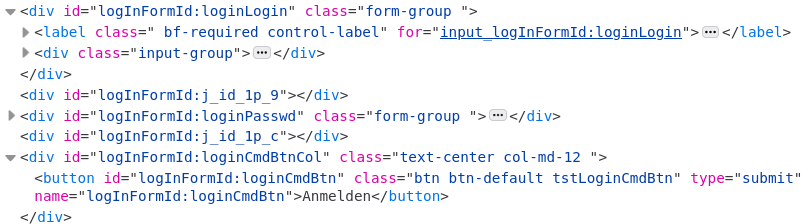 <div id="logInFormId:loginLogin" class="form-group ">
<label class=" bf-required control-label" for="input_logInFormId:loginLogin">…</label>
<div class="input-group">…</div>
</div>
<div id="logInFormId:j_id_1p_9"></div>
<div id="logInFormId:loginPasswd" class="form-group ">…</div>
<div id="logInFormId:j_id_1p_c"></div>
<div id="logInFormId:loginCmdBtnCol" class="text-center col-md-12 ">
<button id="logInFormId:loginCmdBtn" class="btn btn-default tstLoginCmdBtn" type="submit"
name="logInFormId:loginCmdBtn">Anmelden</button>
</div>